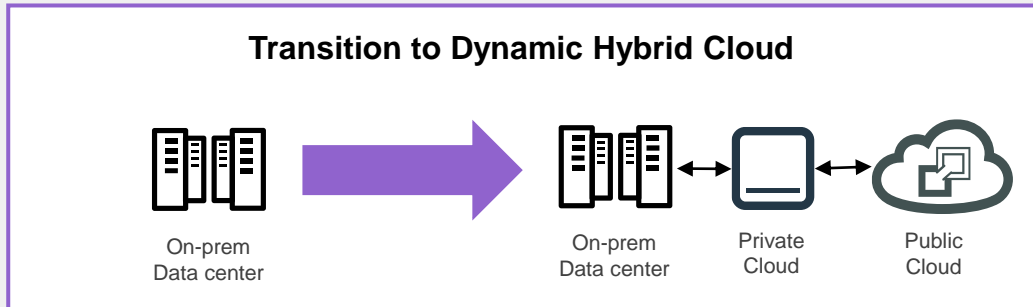 Transition to Dynamic Hybrid Cloud
On-prem
Data center
On-prem
Data center
Private
Cloud
Public
Cloud